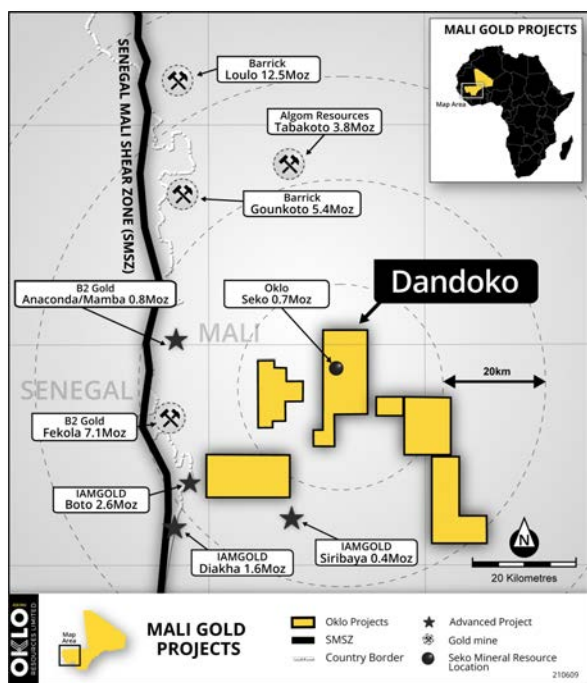 SENEGAL MALI SHEAR ZONE (SMSZ)
Barrick
Loulo 12.5Moz
Algom Resources
Tabakoto 3.8Moz
Barrick
Gounkoto 5.4Moz
MALI GOLD PROJECTS
Map Area
B2 Gold
Anaconda/Mamba 0.8Moz
Oklo
Seko 0.7Moz
Dandoko
MALI
SENEGAL
20km
B2 Gold
Fekola 7.1Moz
IAMGOLD
Boto 2.6Moz
IAMGOLD
Diakha 1.6Moz
IAMGOLD
Siribaya 0.4Moz
N
20 Kilometres
OKLO
RESOURCES LIMITED
Map
Area
MALI GOLD
PROJECTS
Oklo Projects
SMSZ
Country Border
Advanced Project
Gold mine
Seko Mineral Resource
Location
210609